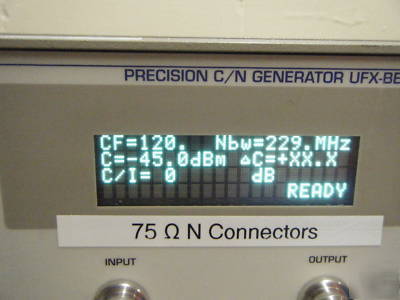 PRECISION C/N GENERATOR UFX-BE
CF=120. Nbw=229.MHz
C=-45.0dBm ΔC=+XX.X
C/I= 0 dB
READY
75 Ω N Connectors
INPUT OUTPUT